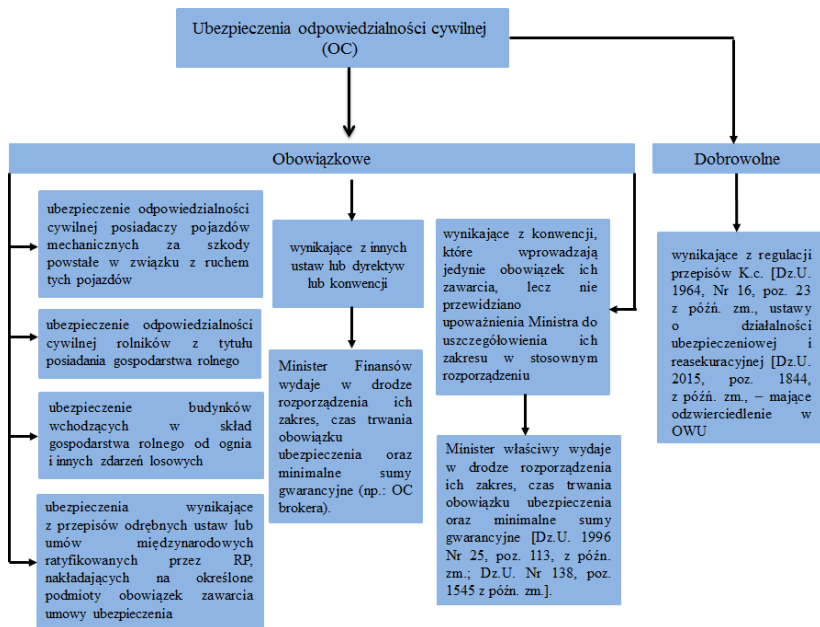 Ubezpieczenia odpowiedzialności cywilnej
(OC)
Obowiązkowe
Dobrowolne
ubezpieczenie odpowiedzialności
cywilnej posiadaczy pojazdów
mechanicznych za szkody
powstałe w związku z ruchem
tych pojazdów
ubezpieczenie odpowiedzialności
cywilnej rolników z tytułu
posiadania gospodarstwa rolnego
ubezpieczenie budynków
wchodzących w skład
gospodarstwa rolnego od ognia
i innych zdarzeń losowych
ubezpieczenia wynikające
z przepisów odrębnych ustaw lub
umów międzynarodowych
ratyfikowanych przez RP,
nakładających na określone
podmioty obowiązek zawarcia
umowy ubezpieczenia
wynikające z innych
ustaw lub dyrektyw
lub konwencji
Minister Finansów
wydaje w drodze
rozporządzenia ich
zakres, czas trwania
obowiązku
ubezpieczenia oraz
minimalne sumy
gwarancyjne (np.: OC
brokera).
wynikające z konwencji,
które wprowadzają
jedynie obowiązek ich
zawarcia, lecz nie
przewidziano
upoważnienia Ministra do
uszczegółowienia ich
zakresu w stosownym
rozporządzeniu
Minister właściwy wydaje
w drodze rozporządzenia
ich zakres, czas trwania
obowiązku ubezpieczenia
oraz minimalne sumy
gwarancyjne [Dz.U. 1996
Nr 25, poz. 113, z późn.
zm.; Dz.U. Nr 138, poz.
1545 z późn. zm.].
wynikające z regulacji
przepisów K.c. [Dz.U.
1964, Nr 16, poz. 23
z późń. zm., ustawy
o działalności
ubezpieczeniowej i
reasekuracyjnej [Dz.U.
2015, poz. 1844,
z póńn. zm., – mające
odzwierciedlenie w
OWU